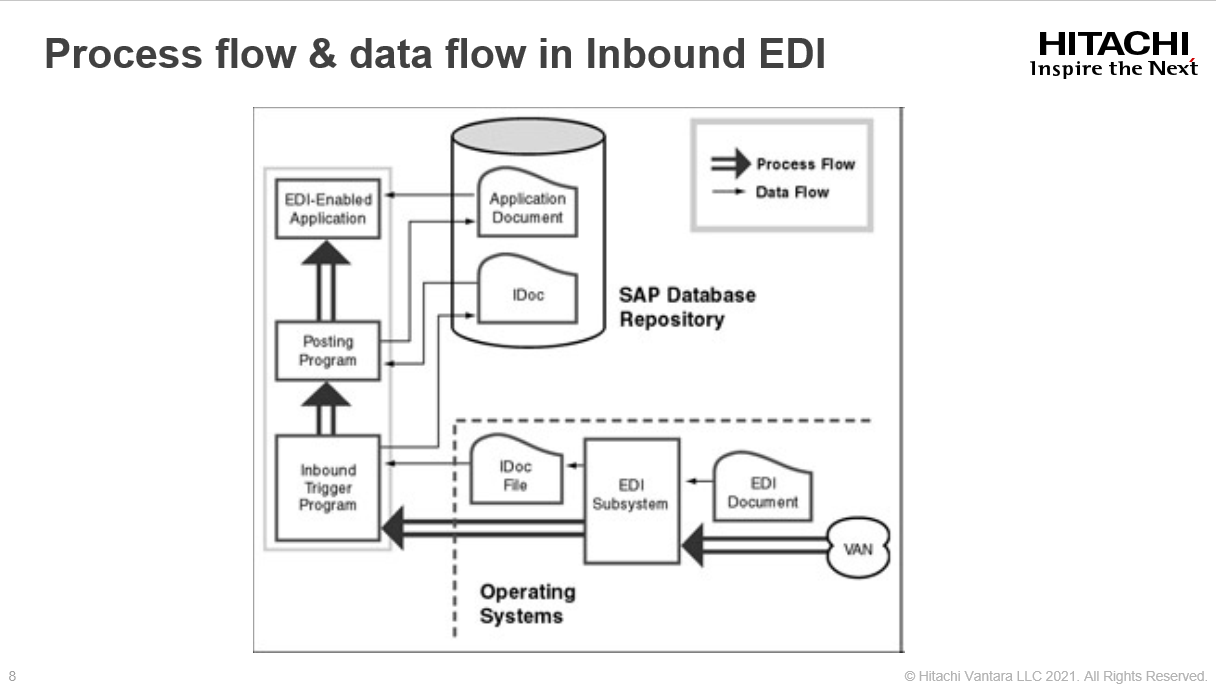 Process flow & data flow in Inbound EDI
HITACHI
Inspire the Next
Process Flow
Data Flow
EDI-Enabled
Application
Application
Document
IDoc
SAP Database
Repository
Posting
Program
Inbound
Trigger
Program
IDoc
File
EDI
Subsystem
EDI
Document
VAN
Operating
Systems
8
© Hitachi Vantara LLC 2021. All Rights Reserved.